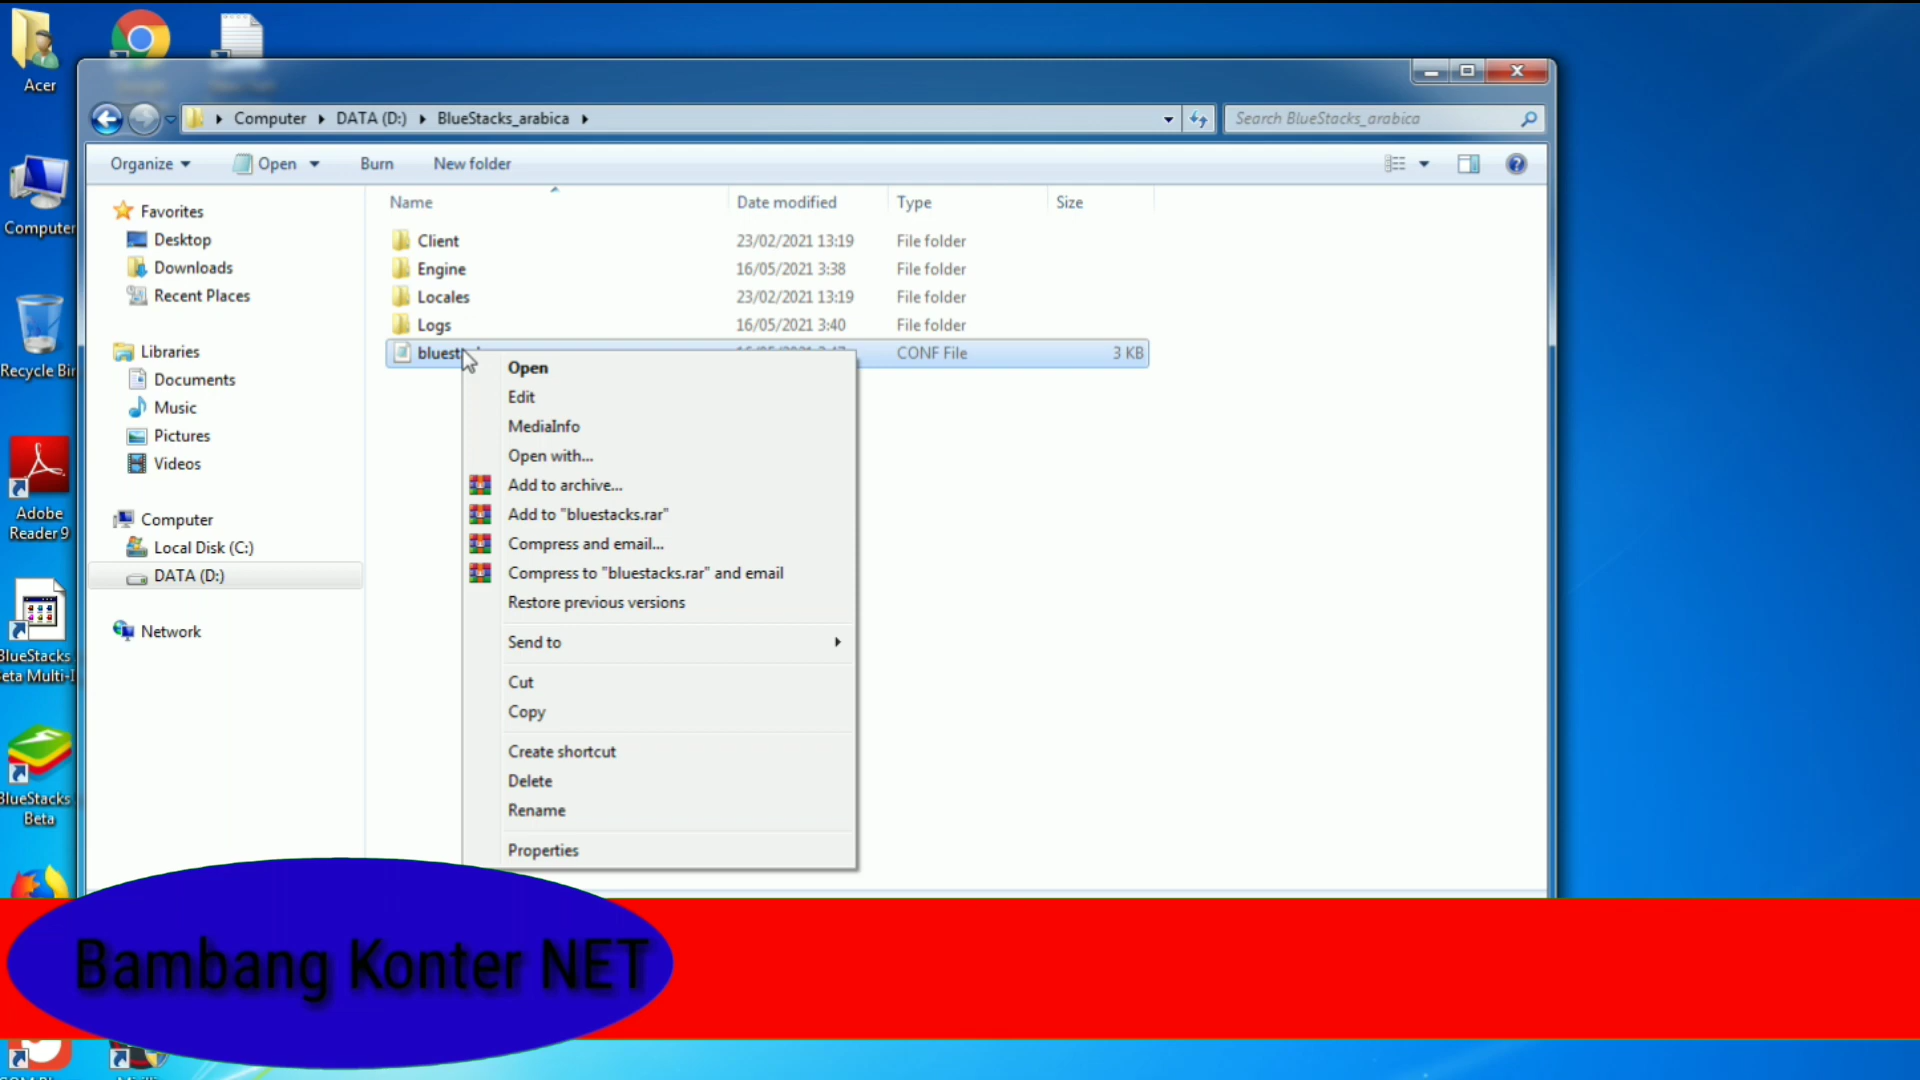 Acer
Computer
DATA (D:)
BlueStacks_arabica
Search BlueStacks_arabica
Organize
Open
Burn
New folder
Name
Date modified
Type
Size
Client
23/02/2021 13:19
File folder
Engine
16/05/2021 3:38
File folder
Locales
23/02/2021 13:19
File folder
Logs
16/05/2021 3:40
File folder
CONF File
3 KB
Favorites
Desktop
Downloads
Recent Places
Libraries
Documents
Music
Pictures
Videos
Computer
Local Disk (C:)
DATA (D:)
Network
Open
Edit
MediaInfo
Open with...
Add to archive...
Add to "bluestacks.rar"
Compress and email...
Compress to "bluestacks.rar" and email
Restore previous versions
Send to
Cut
Copy
Create shortcut
Delete
Rename
Properties
Computer
Recycle Bin
Adobe
Reader 9
BlueStacks
Beta Multi-I
BlueStacks
Beta
Bambang Konter NET